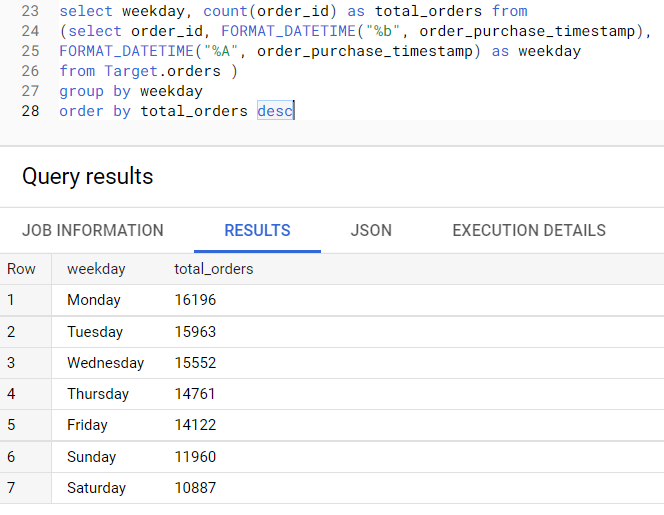 23 select weekday, count(order_id) as total_orders from
24 (select order_id, FORMAT_DATETIME("%b", order_purchase_timestamp),
25 FORMAT_DATETIME("%A", order_purchase_timestamp) as weekday
26 from Target.orders )
27 group by weekday
28 order by total_orders desc
Query results
JOB INFORMATION RESULTS JSON EXECUTION DETAILS
Row weekday total_orders
1 Monday 16196
2 Tuesday 15963
3 Wednesday 15552
4 Thursday 14761
5 Friday 14122
6 Sunday 11960
7 Saturday 10887